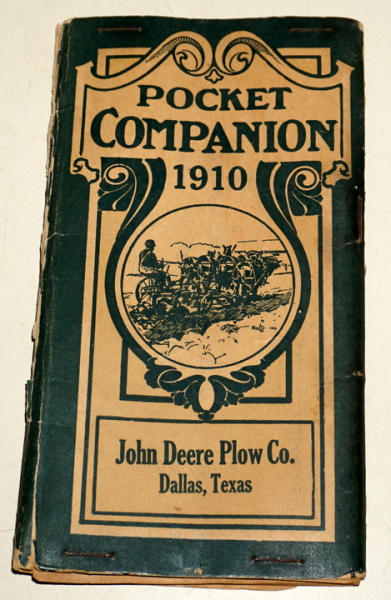 POCKET
COMPANION
1910
John Deere Plow Co.
Dallas, Texas